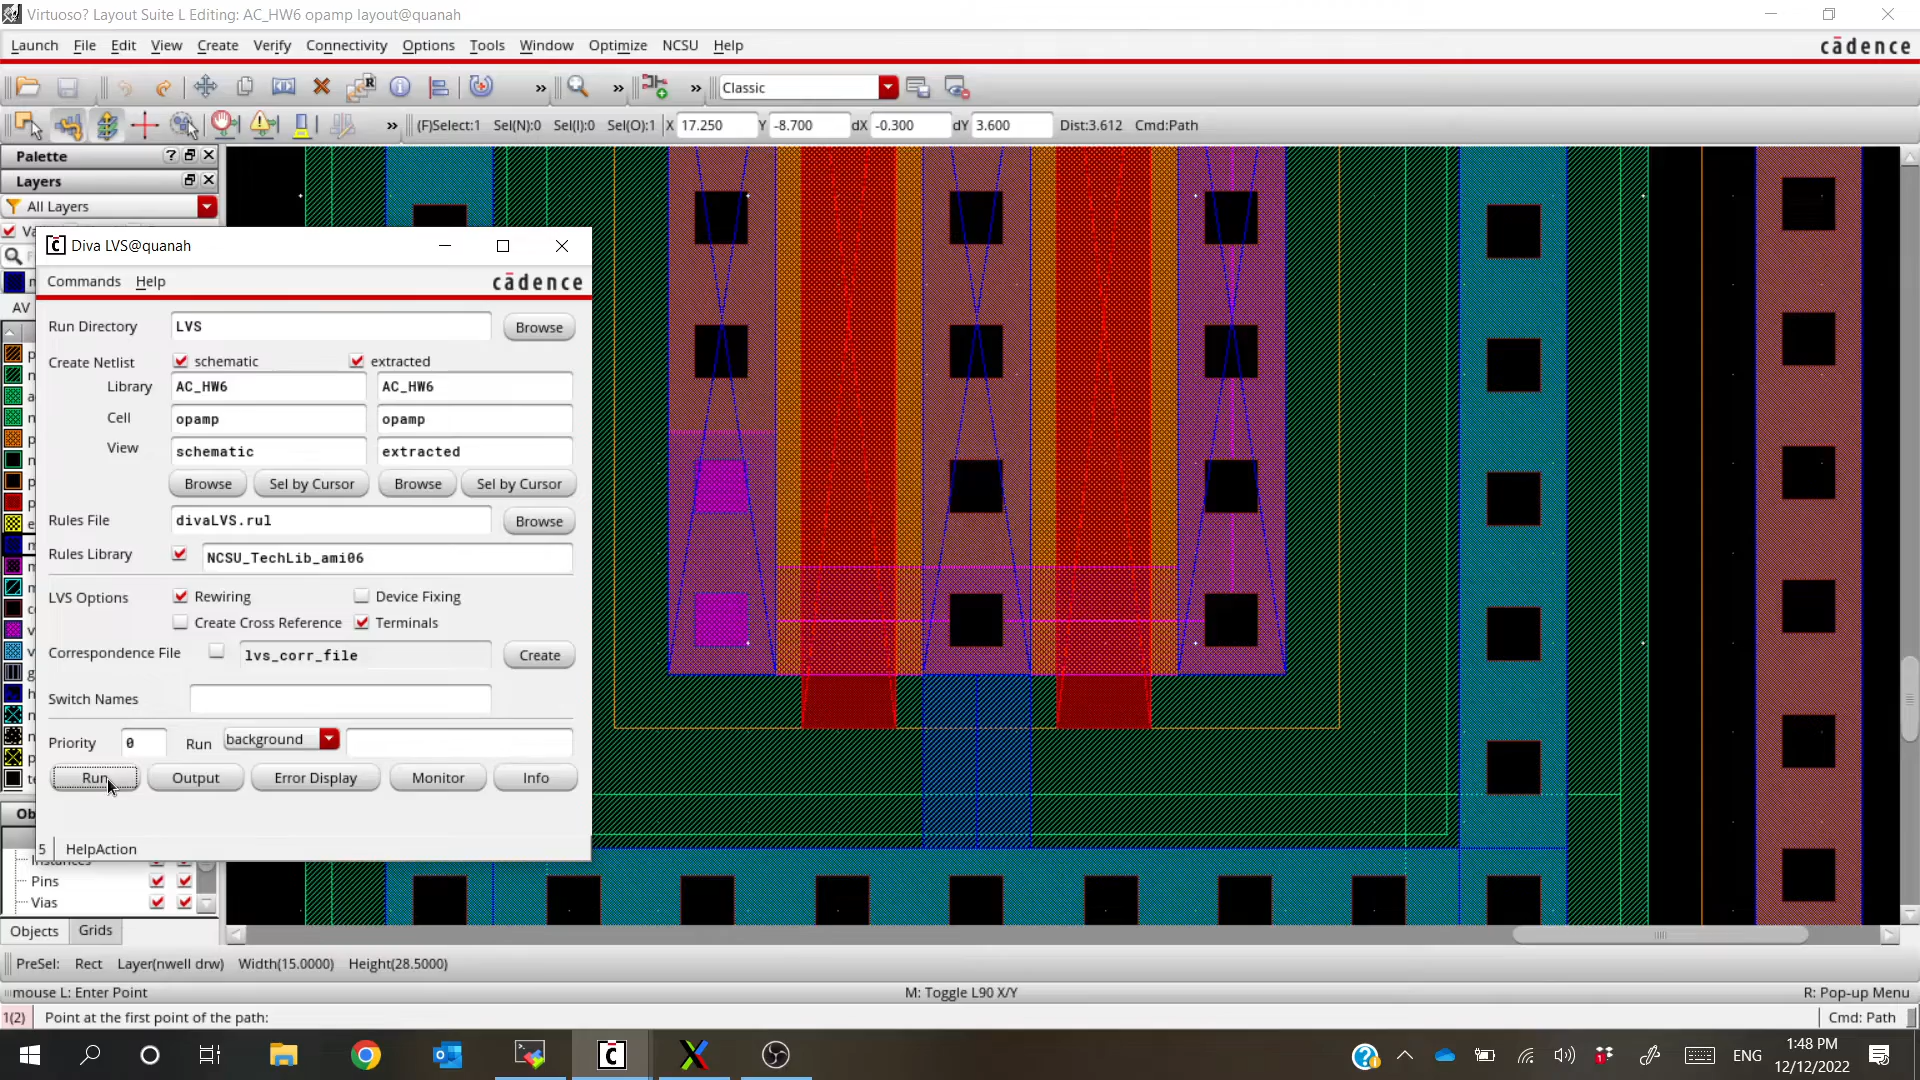 Virtuoso? Layout Suite L Editing: AC_HW6 opamp layout@quanah
Launch File Edit View Create Verify Connectivity Options Tools Window Optimize NCSU Help cādence
» » » Classic
» (F)Select:1 Sel(N):0 Sel(I):0 Sel(O):1 X 17.250 Y -8.700 dX -0.300 dY 3.600 Dist:3.612 Cmd:Path
Palette ?
Layers
All Layers
Diva LVS@quanah
Commands Help cādence
AV
Run Directory LVS Browse
Create Netlist schematic extracted
Library AC_HW6 AC_HW6
Cell opamp opamp
View schematic extracted
Browse Sel by Cursor Browse Sel by Cursor
Rules File divaLVS.rul Browse
Rules Library NCSU_TechLib_ami06
LVS Options Rewiring Device Fixing
Create Cross Reference Terminals
Correspondence File lvs_corr_file Create
Switch Names
Priority 0 Run background
Run Output Error Display Monitor Info
5 HelpAction
Pins
Vias
Objects Grids
PreSel: Rect Layer(nwell drw) Width(15.0000) Height(28.5000)
mouse L: Enter Point M: Toggle L90 X/Y R: Pop-up Menu
1(2) Point at the first point of the path: Cmd: Path
ENG 1:48 PM
12/12/2022